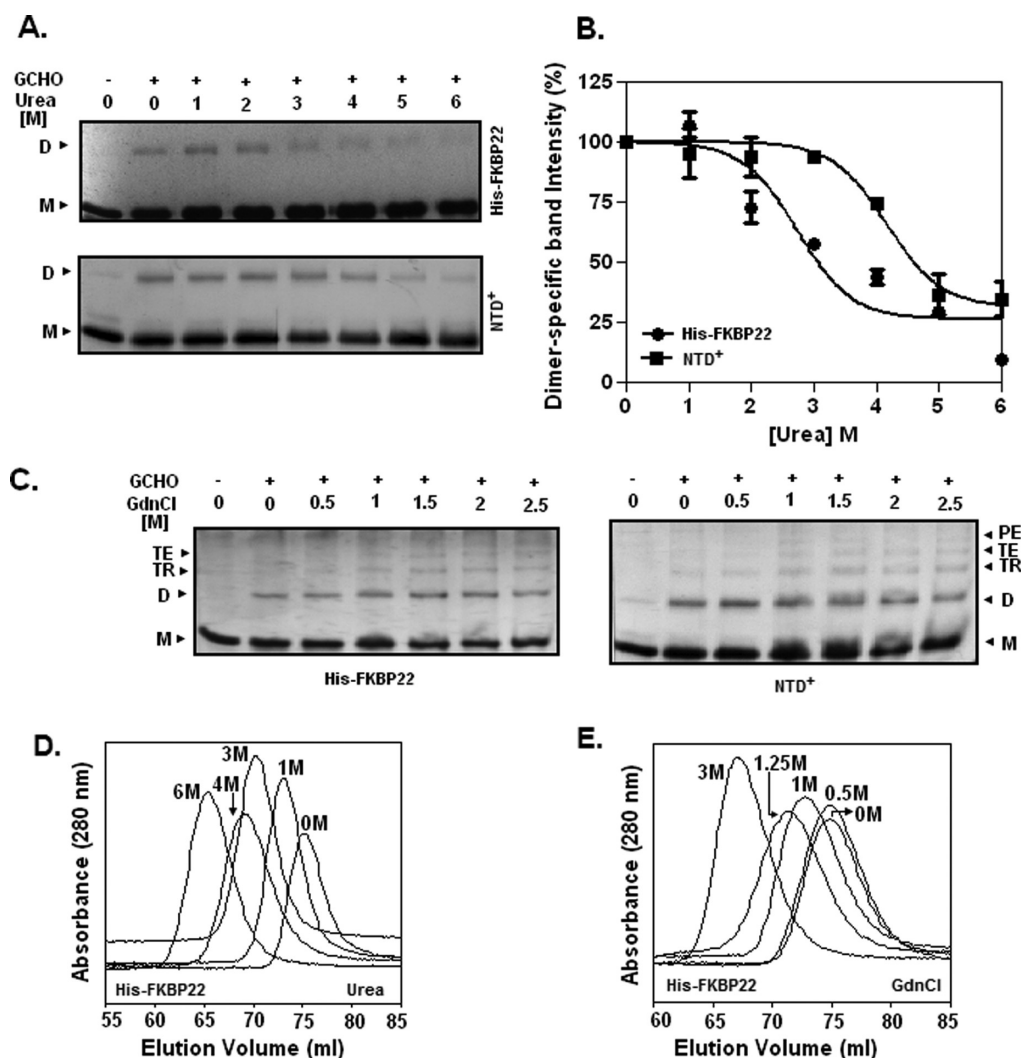 A.
GCHO - + + + + + + +
Urea [M] 0 0 1 2 3 4 5 6
D
M
His-FKBP22
D
M
NTD+
B.
Dimer-specific band Intensity (%)
125
100
75
50
25
0
His-FKBP22
NTD+
0 1 2 3 4 5 6
[Urea] M
C.
GCHO - + + + + + +
GdnCl [M] 0 0 0.5 1 1.5 2 2.5
TE
TR
D
M
His-FKBP22
- + + + + + +
0 0 0.5 1 1.5 2 2.5
PE
TE
TR
D
M
NTD+
D.
Absorbance (280 nm)
6M 4M 3M 1M 0M
His-FKBP22 Urea
55 60 65 70 75 80 85
Elution Volume (ml)
E.
Absorbance (280 nm)
3M 1.25M 1M 0.5M 0M
His-FKBP22 GdnCl
60 65 70 75 80 85
Elution Volume (ml)